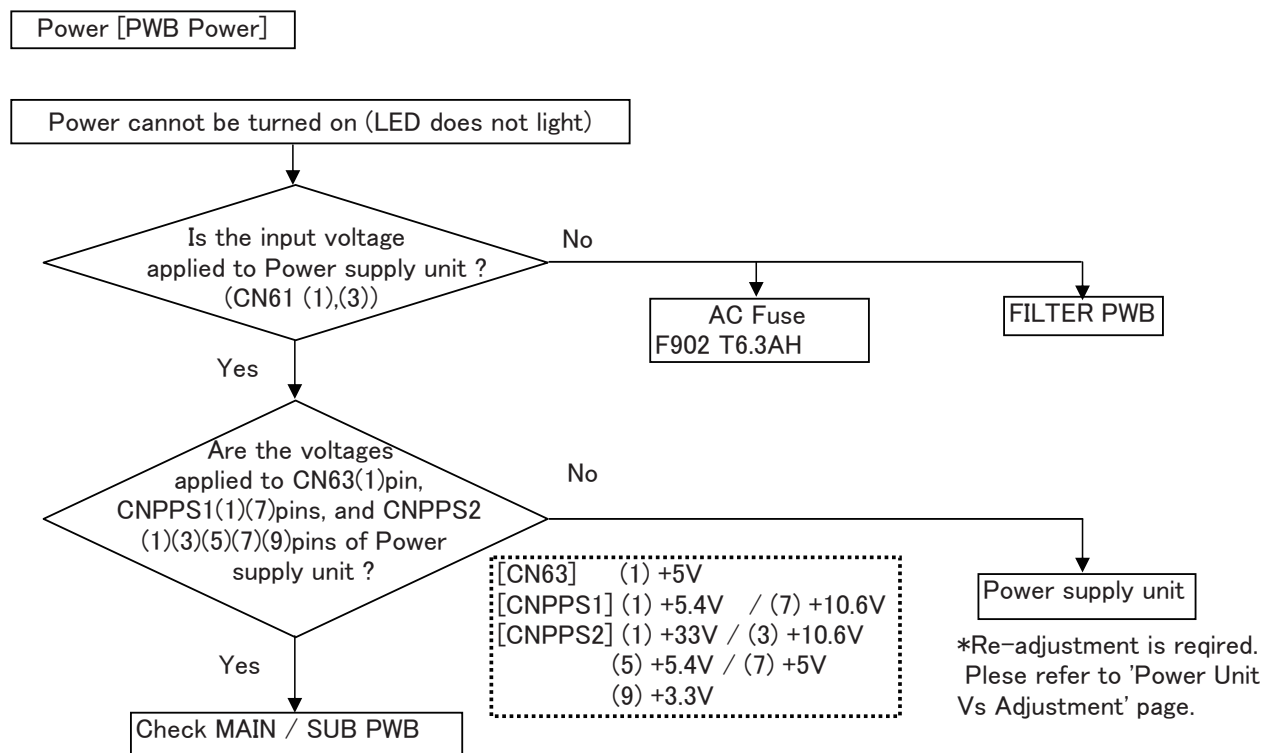 Power [PWB Power]
Power cannot be turned on (LED does not light)
Is the input voltage
applied to Power supply unit ?
(CN61 (1),(3))
No
AC Fuse
F902 T6.3AH
FILTER PWB
Yes
Are the voltages
applied to CN63(1)pin,
CNPPS1(1)(7)pins, and CNPPS2
(1)(3)(5)(7)(9)pins of Power
supply unit ?
No
[CN63] (1) +5V
[CNPPS1] (1) +5.4V / (7) +10.6V
[CNPPS2] (1) +33V / (3) +10.6V
(5) +5.4V / (7) +5V
(9) +3.3V
Power supply unit
*Re-adjustment is reqired.
Plese refer to 'Power Unit
Vs Adjustment' page.
Yes
Check MAIN / SUB PWB